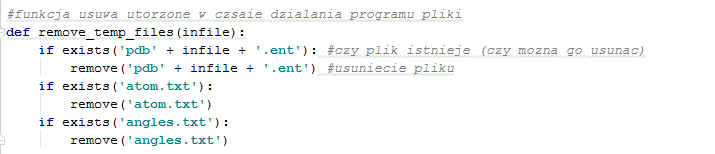 #funkcja usuwa utorzone w czsaie dzialania programu pliki
def remove_temp_files(infile):
    if exists('pdb' + infile + '.ent'): #czy plik istnieje (czy mozna go usunac)
        remove('pdb' + infile + '.ent') #usuniecie pliku
    if exists('atom.txt'):
        remove('atom.txt')
    if exists('angles.txt'):
        remove('angles.txt')